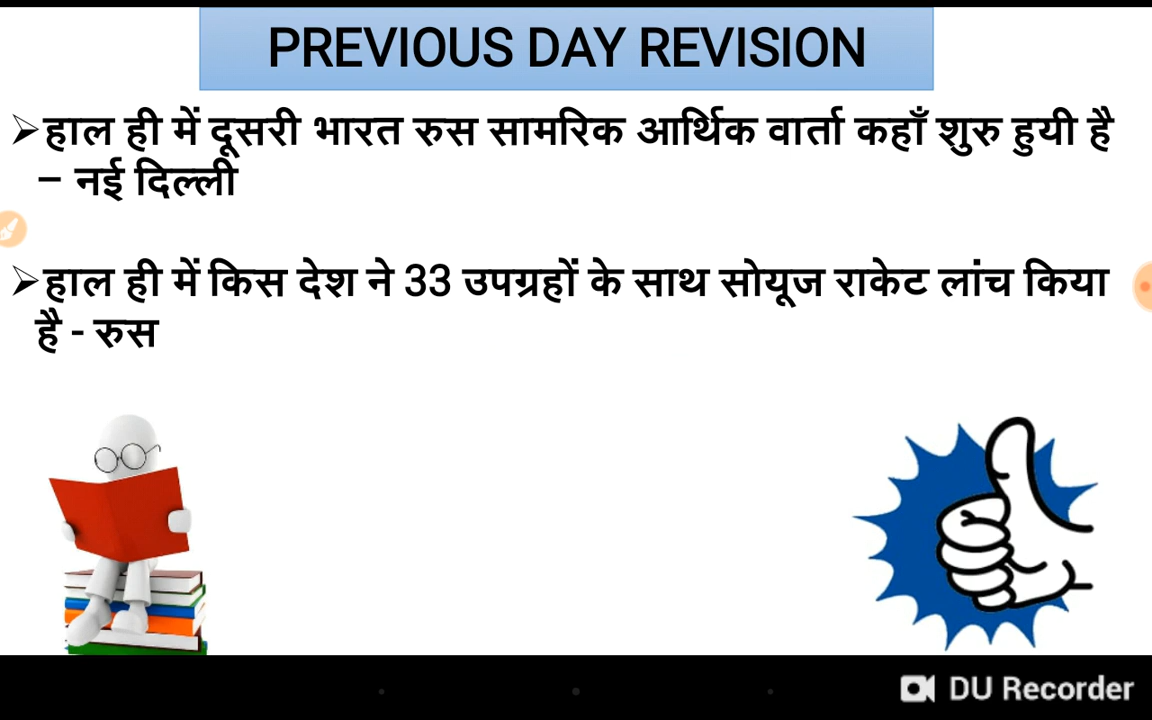 PREVIOUS DAY REVISION
➢हाल ही में दूसरी भारत रुस सामरिक आर्थिक वार्ता कहाँ शुरु हुयी है
– नई दिल्ली
➢हाल ही में किस देश ने 33 उपग्रहों के साथ सोयूज राकेट लांच किया
है - रुस
DU Recorder